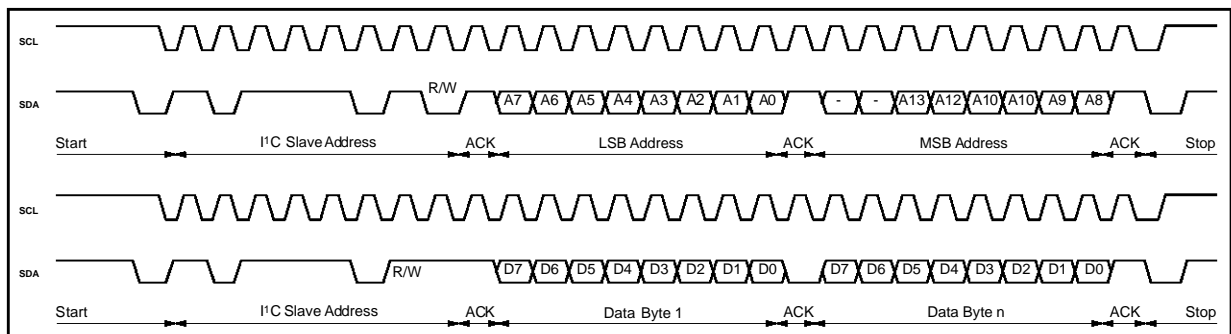 SCL
R/W
SDA A7 A6 A5 A4 A3 A2 A1 A0 - - A13 A12 A10 A10 A9 A8
Start I¹C Slave Address ACK LSB Address ACK MSB Address ACK Stop
SCL
SDA R/W D7 D6 D5 D4 D3 D2 D1 D0 D7 D6 D5 D4 D3 D2 D1 D0
Start I¹C Slave Address ACK Data Byte 1 ACK Data Byte n ACK Stop